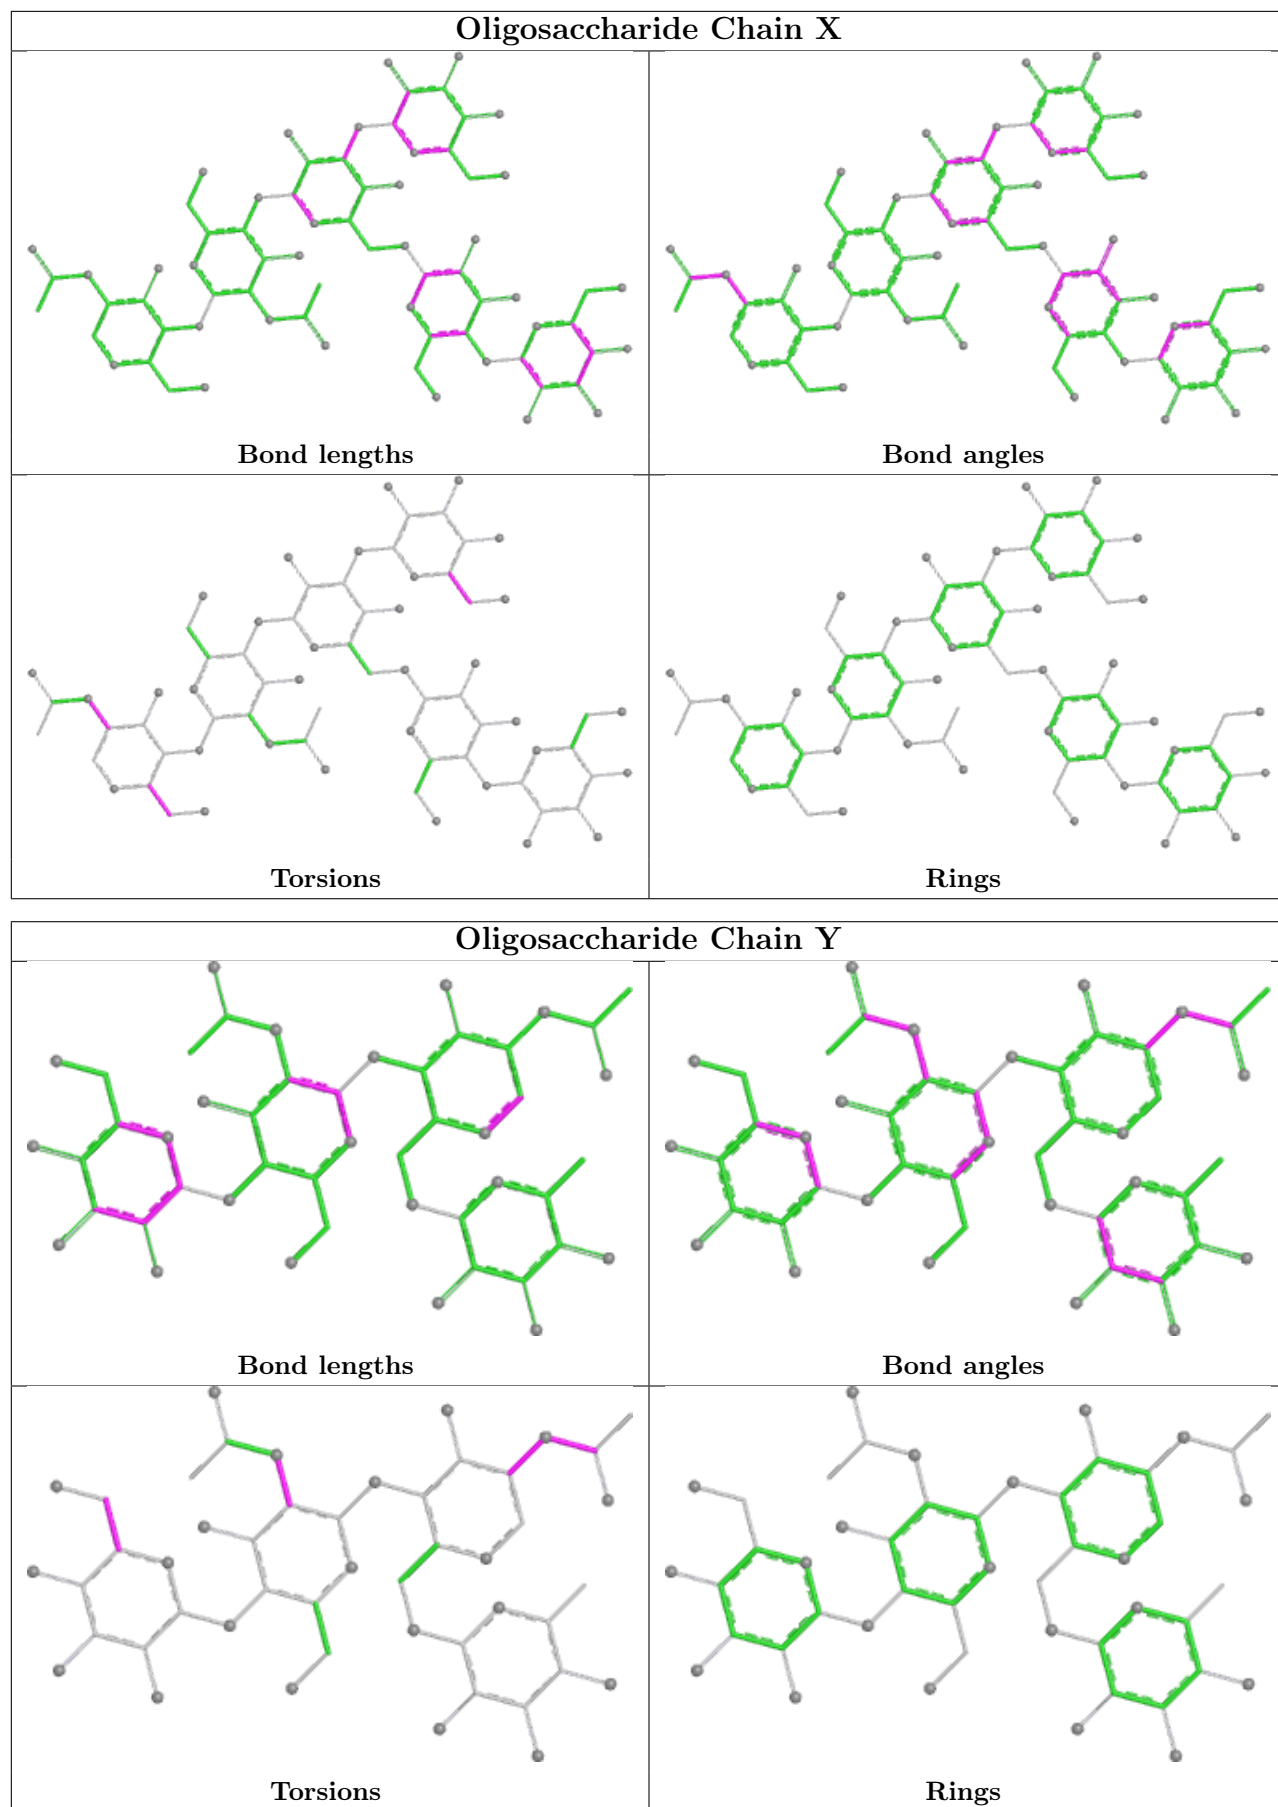 Oligosaccharide Chain X
Bond lengths
Bond angles
Torsions
Rings
Oligosaccharide Chain Y
Bond lengths
Bond angles
Torsions
Rings